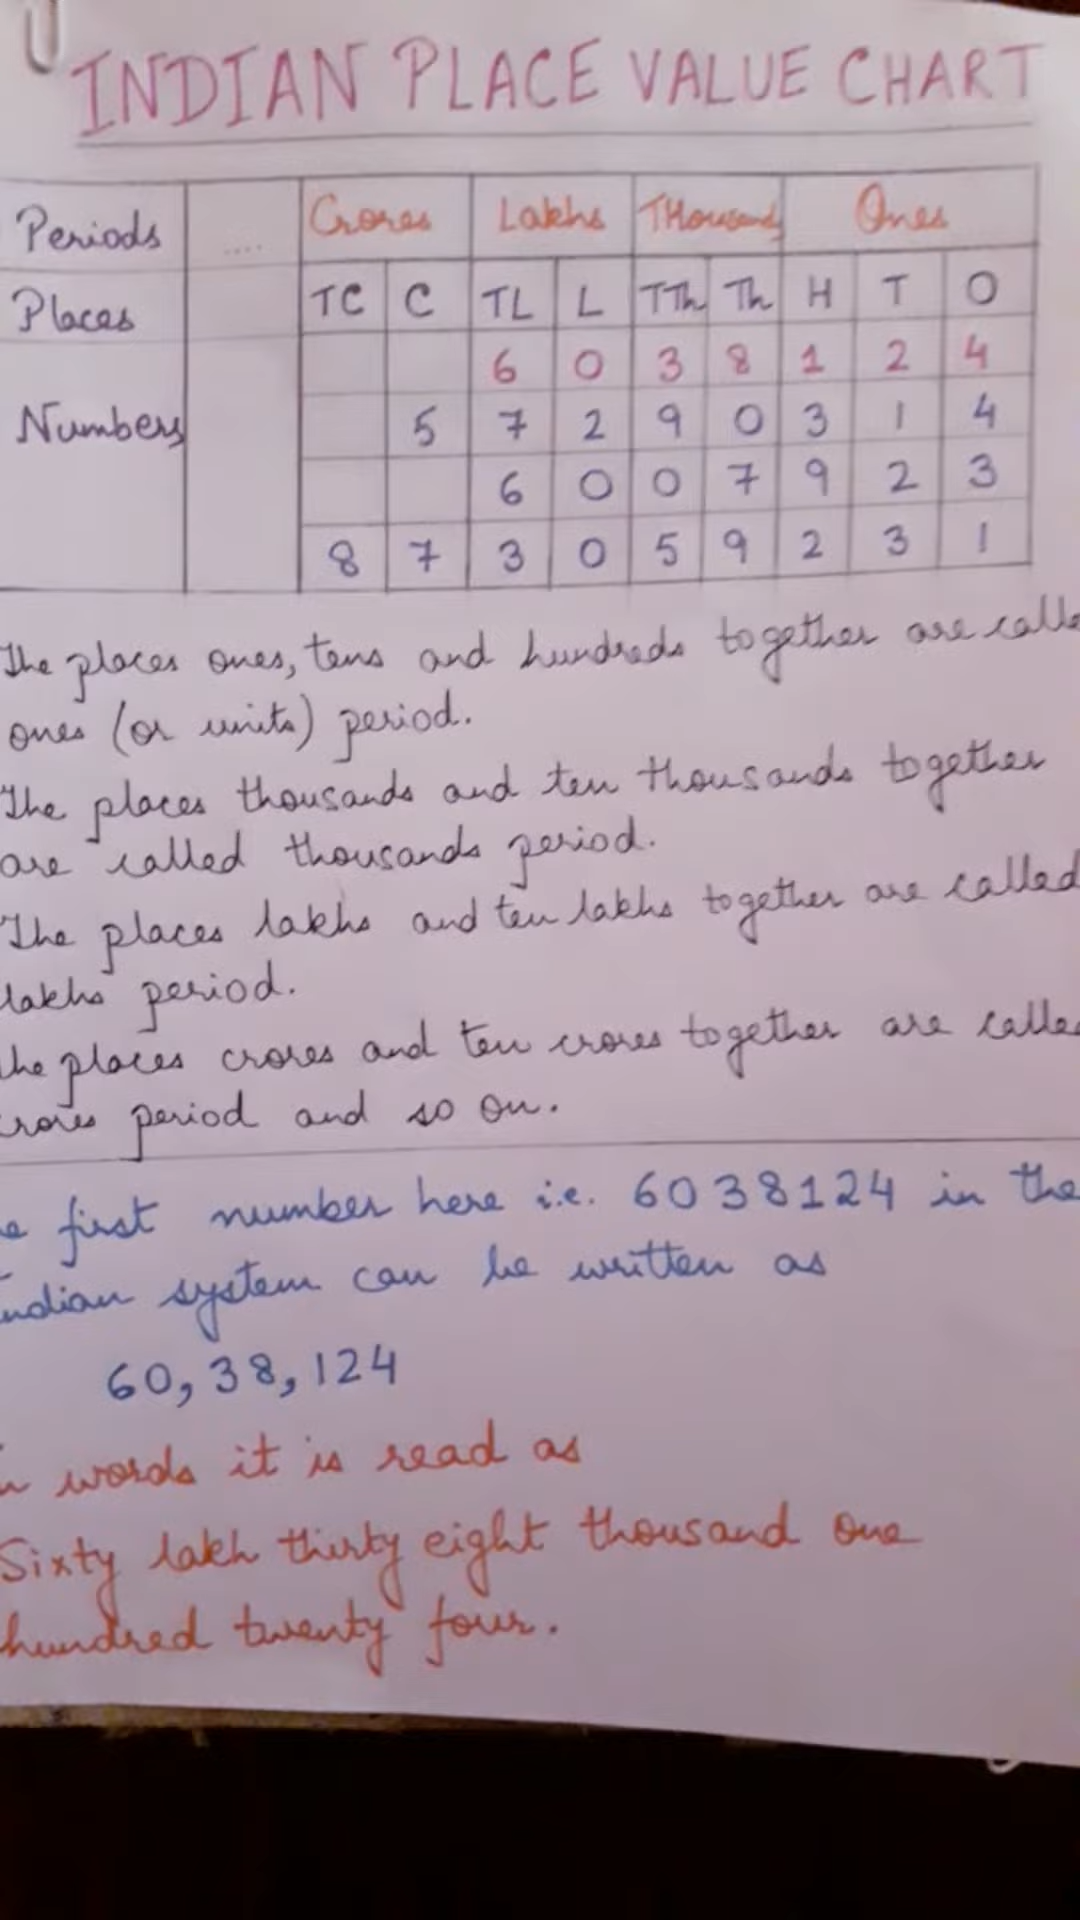 INDIAN PLACE VALUE CHART
Periods .... Crores Lakhs THousands Ones
Places TC C TL L TTh Th H T O
6 0 3 8 1 2 4
Numbers 5 7 2 9 0 3 1 4
6 0 0 7 9 2 3
8 7 3 0 5 9 2 3 1
The places ones, tens and hundreds together are calle
ones (or units) period.
The places thousands and ten thousands together
are called thousands period.
The places lakhs and ten lakhs together are called
lakhs period.
he places crores and ten crores together are calle
rores period and so on.
e first number here i.e. 6038124 in the
Indian system can be written as
60,38,124
n words it is read as
Sixty lakh thirty eight thousand one
hundred twenty four.